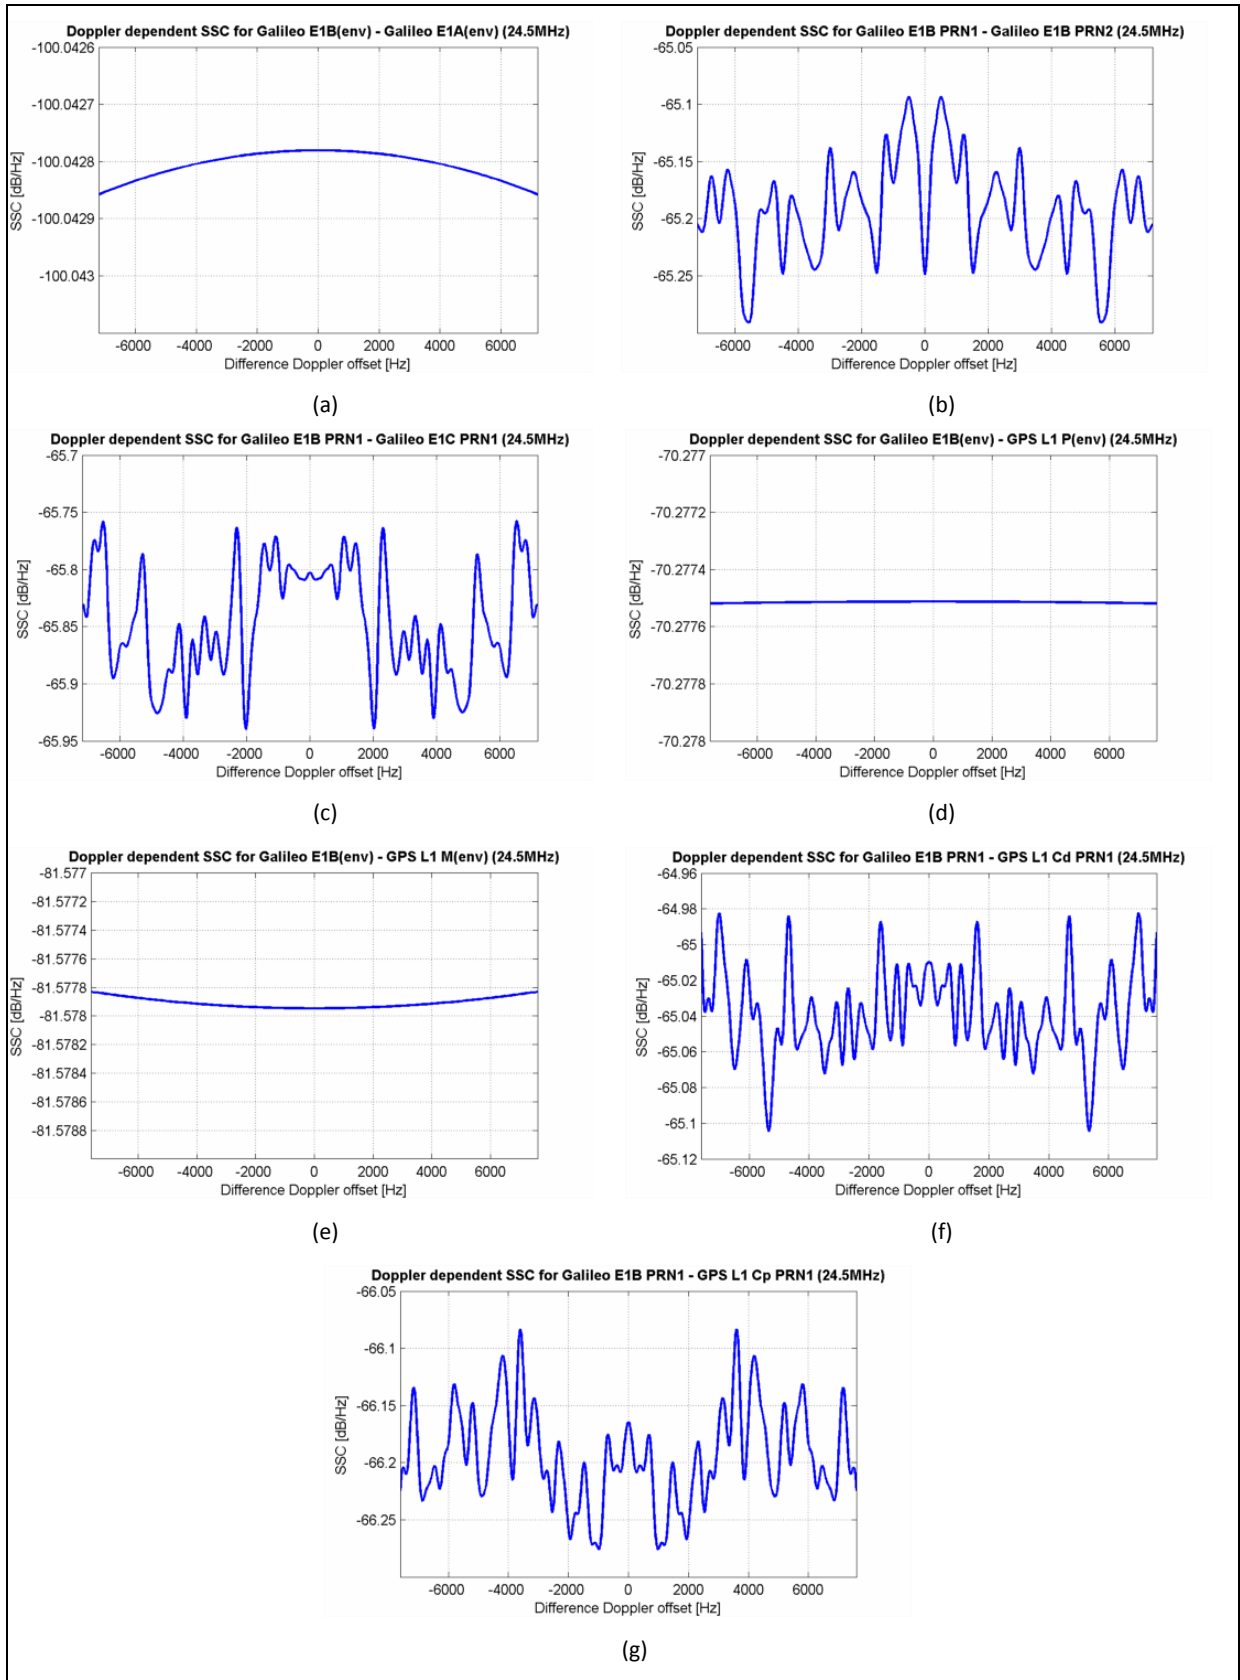 Doppler dependent SSC for Galileo E1B(env) - Galileo E1A(env) (24.5MHz)
-100.0426
-100.0427
-100.0428
-100.0429
-100.043
SSC [dB/Hz]
-6000 -4000 -2000 0 2000 4000 6000
Difference Doppler offset [Hz]
(a)
Doppler dependent SSC for Galileo E1B PRN1 - Galileo E1B PRN2 (24.5MHz)
-65.05
-65.1
-65.15
-65.2
-65.25
SSC [dB/Hz]
-6000 -4000 -2000 0 2000 4000 6000
Difference Doppler offset [Hz]
(b)
Doppler dependent SSC for Galileo E1B PRN1 - Galileo E1C PRN1 (24.5MHz)
-65.7
-65.75
-65.8
-65.85
-65.9
-65.95
SSC [dB/Hz]
-6000 -4000 -2000 0 2000 4000 6000
Difference Doppler offset [Hz]
(c)
Doppler dependent SSC for Galileo E1B(env) - GPS L1 P(env) (24.5MHz)
-70.277
-70.2772
-70.2774
-70.2776
-70.2778
-70.278
SSC [dB/Hz]
-6000 -4000 -2000 0 2000 4000 6000
Difference Doppler offset [Hz]
(d)
Doppler dependent SSC for Galileo E1B(env) - GPS L1 M(env) (24.5MHz)
-81.577
-81.5772
-81.5774
-81.5776
-81.5778
-81.578
-81.5782
-81.5784
-81.5786
-81.5788
SSC [dB/Hz]
-6000 -4000 -2000 0 2000 4000 6000
Difference Doppler offset [Hz]
(e)
Doppler dependent SSC for Galileo E1B PRN1 - GPS L1 Cd PRN1 (24.5MHz)
-64.96
-64.98
-65
-65.02
-65.04
-65.06
-65.08
-65.1
-65.12
SSC [dB/Hz]
-6000 -4000 -2000 0 2000 4000 6000
Difference Doppler offset [Hz]
(f)
Doppler dependent SSC for Galileo E1B PRN1 - GPS L1 Cp PRN1 (24.5MHz)
-66.05
-66.1
-66.15
-66.2
-66.25
SSC [dB/Hz]
-6000 -4000 -2000 0 2000 4000 6000
Difference Doppler offset [Hz]
(g)